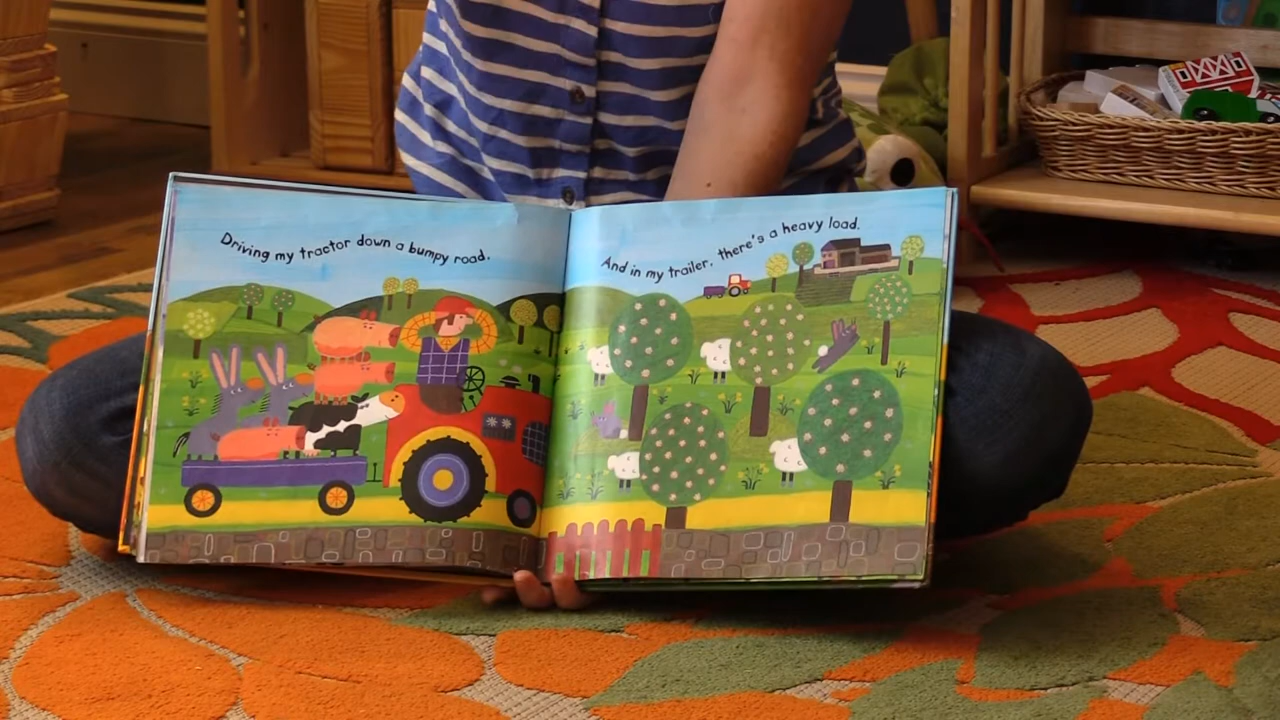 Driving my tractor down a bumpy road.
And in my trailer, there's a heavy load.